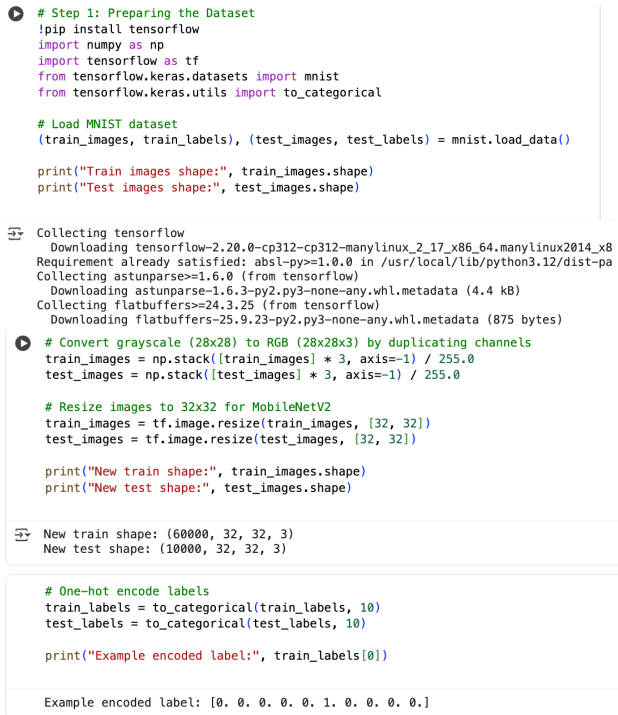 # Step 1: Preparing the Dataset
!pip install tensorflow
import numpy as np
import tensorflow as tf
from tensorflow.keras.datasets import mnist
from tensorflow.keras.utils import to_categorical
# Load MNIST dataset
(train_images, train_labels), (test_images, test_labels) = mnist.load_data()
print("Train images shape:", train_images.shape)
print("Test images shape:", test_images.shape)
Collecting tensorflow
  Downloading tensorflow-2.20.0-cp312-cp312-manylinux_2_17_x86_64.manylinux2014_x8
Requirement already satisfied: absl-py>=1.0.0 in /usr/local/lib/python3.12/dist-pa
Collecting astunparse>=1.6.0 (from tensorflow)
  Downloading astunparse-1.6.3-py2.py3-none-any.whl.metadata (4.4 kB)
Collecting flatbuffers>=24.3.25 (from tensorflow)
  Downloading flatbuffers-25.9.23-py2.py3-none-any.whl.metadata (875 bytes)
# Convert grayscale (28x28) to RGB (28x28x3) by duplicating channels
train_images = np.stack([train_images] * 3, axis=-1) / 255.0
test_images = np.stack([test_images] * 3, axis=-1) / 255.0
# Resize images to 32x32 for MobileNetV2
train_images = tf.image.resize(train_images, [32, 32])
test_images = tf.image.resize(test_images, [32, 32])
print("New train shape:", train_images.shape)
print("New test shape:", test_images.shape)
New train shape: (60000, 32, 32, 3)
New test shape: (10000, 32, 32, 3)
# One-hot encode labels
train_labels = to_categorical(train_labels, 10)
test_labels = to_categorical(test_labels, 10)
print("Example encoded label:", train_labels[0])
Example encoded label: [0. 0. 0. 0. 0. 1. 0. 0. 0. 0.]